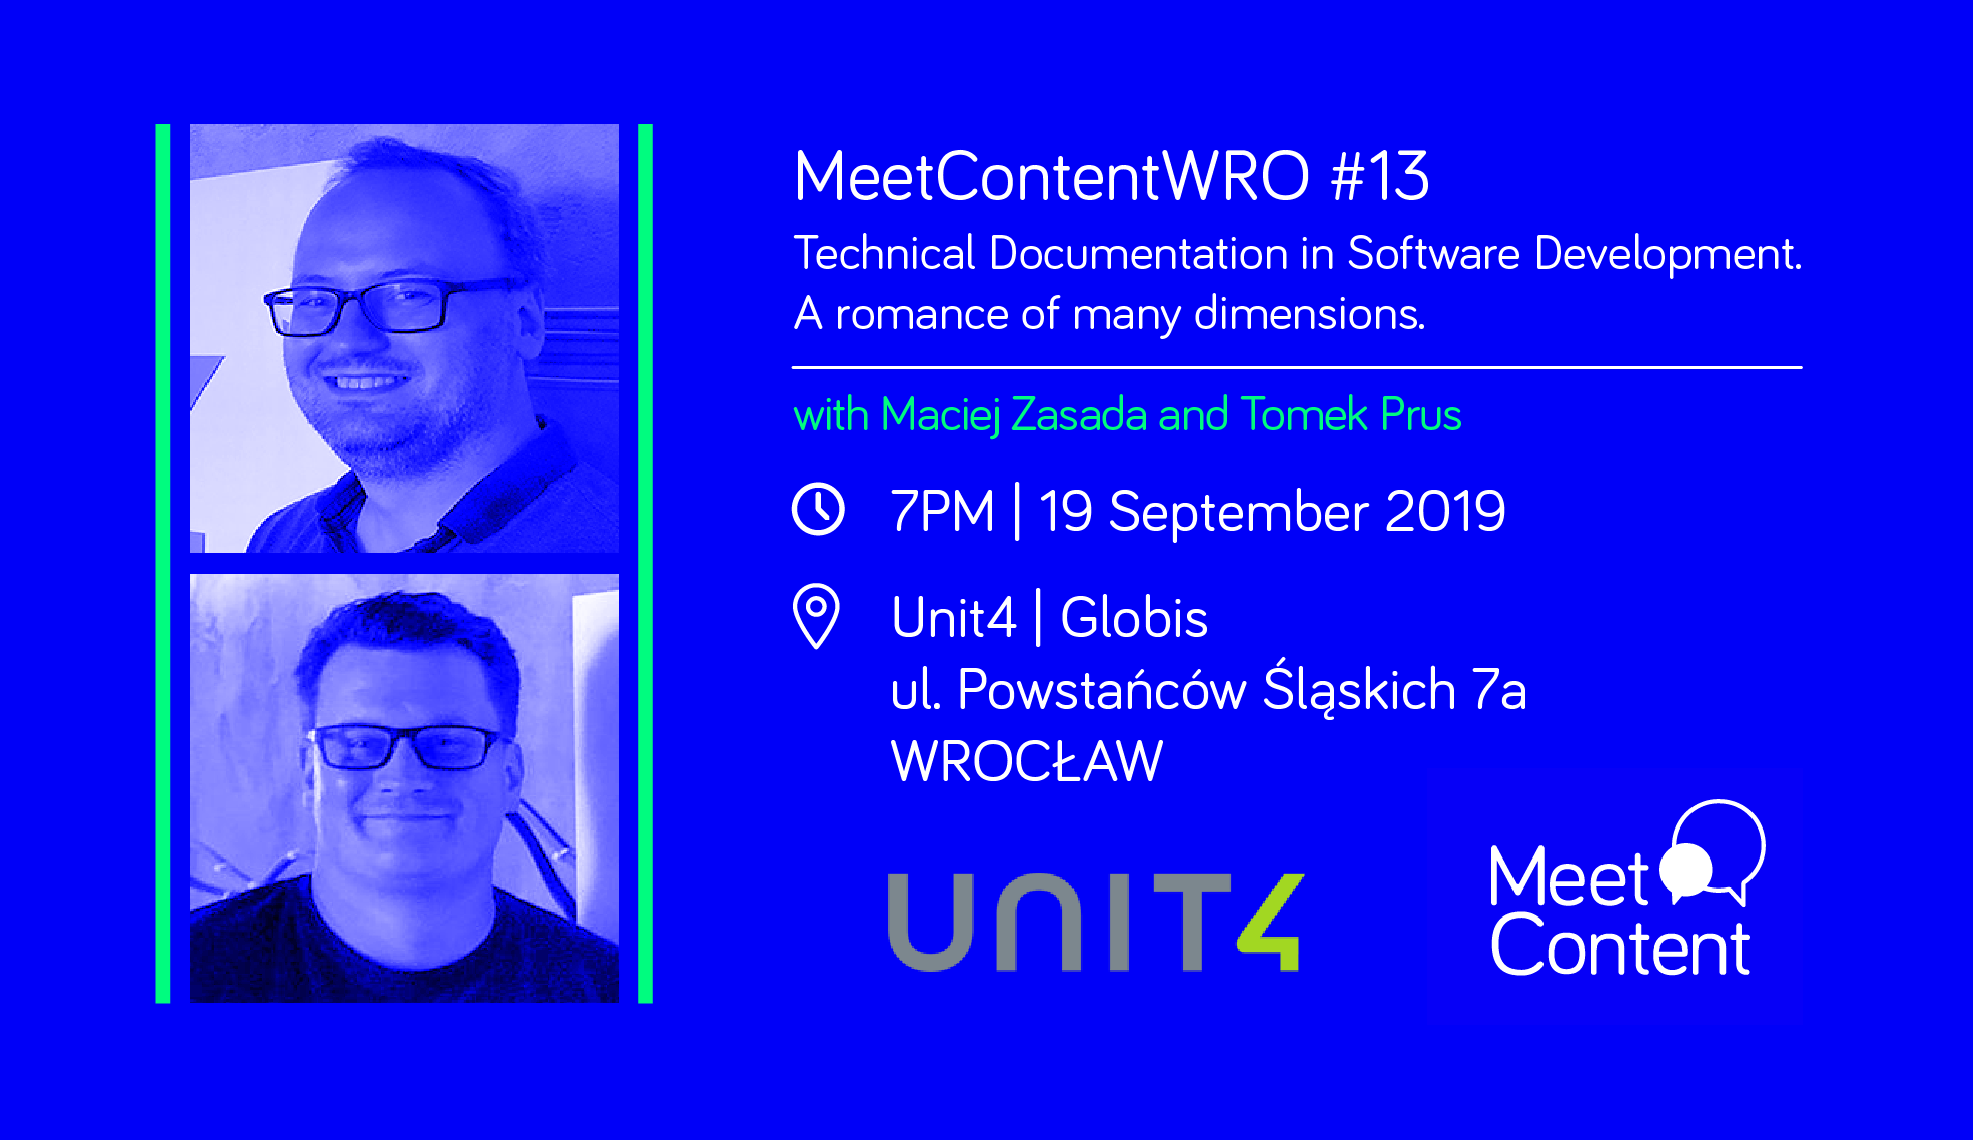 MeetContentWRO #13
Technical Documentation in Software Development.
A romance of many dimensions.
with Maciej Zasada and Tomek Prus
7PM | 19 September 2019
Unit4 | Globis
ul. Powstańców Śląskich 7a
WROCŁAW
UNIT4
Meet
Content